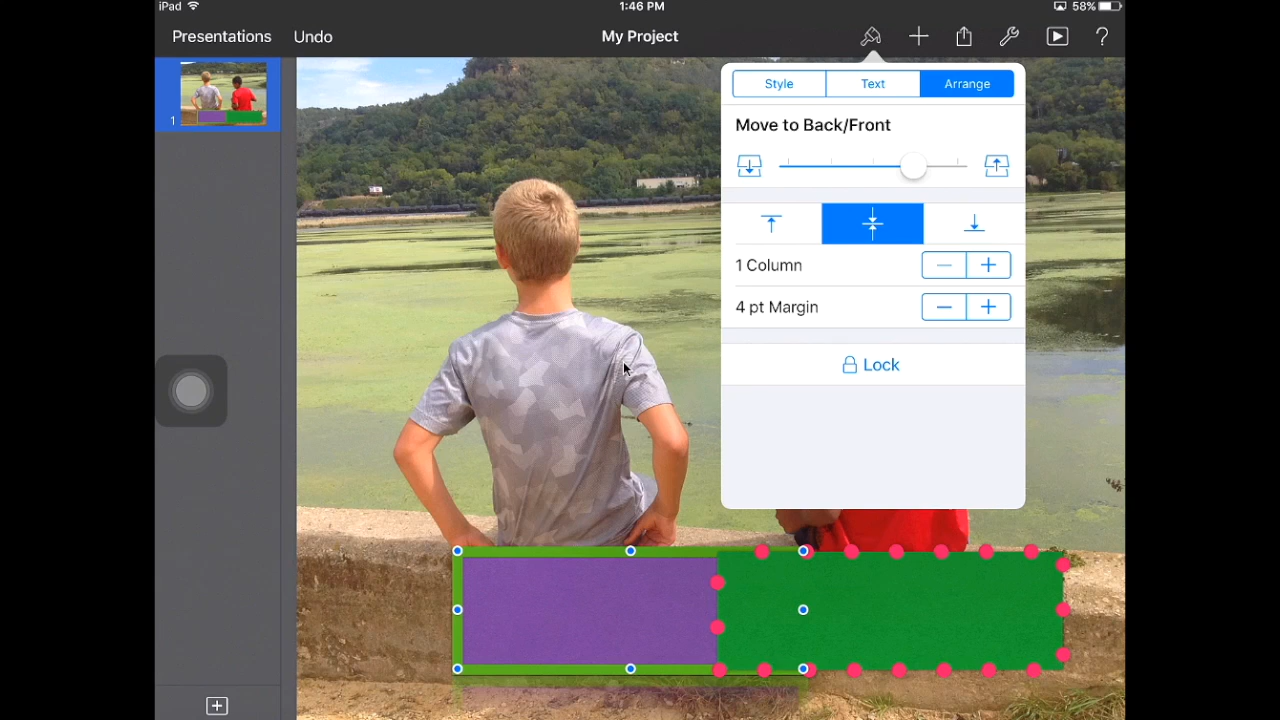 iPad 1:46 PM 58%
Presentations Undo My Project ?
Style Text Arrange
1
Move to Back/Front
1 Column − +
4 pt Margin − +
Lock
+